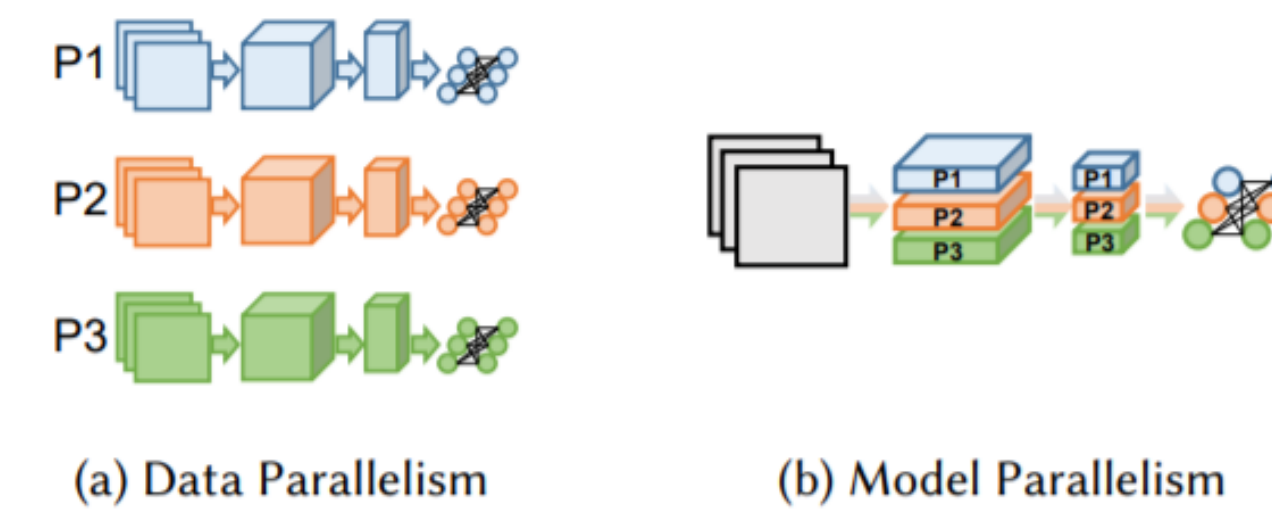 P1
P2
P3
(a) Data Parallelism
P1
P2
P3
P1
P2
P3
(b) Model Parallelism